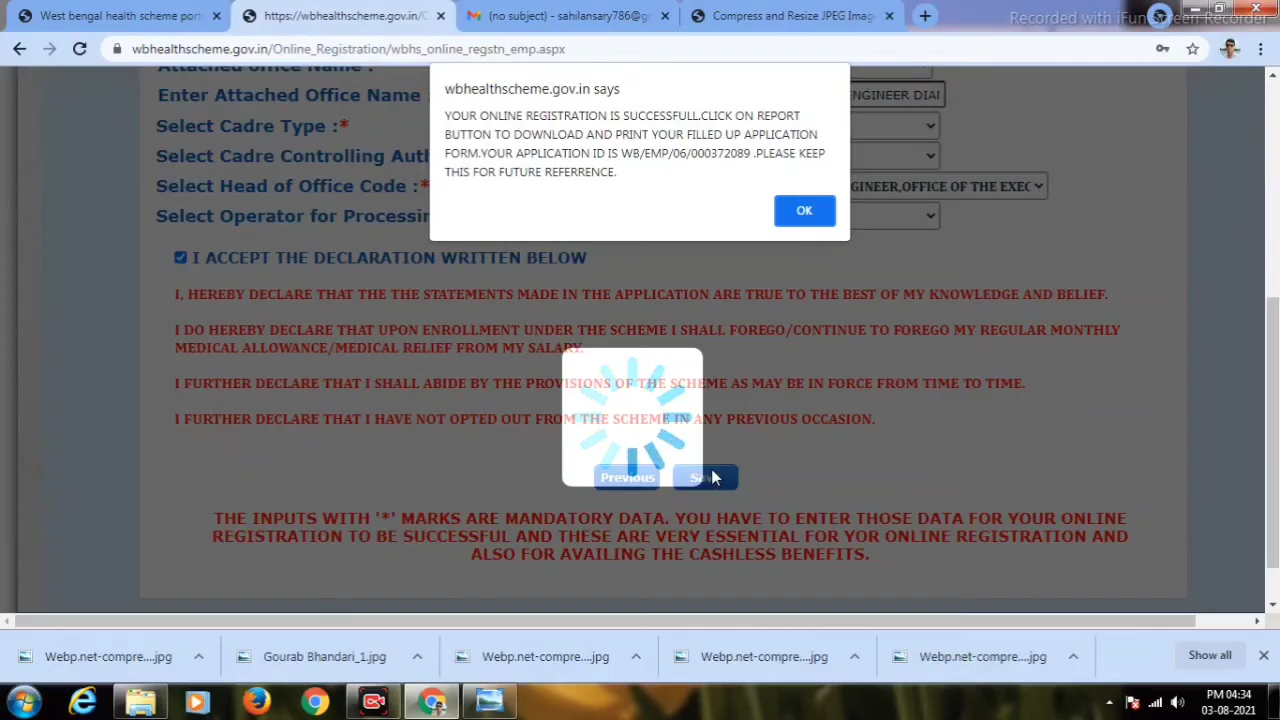 West bengal health scheme port
https://wbhealthscheme.gov.in/C
(no subject) - sahilansary786@g
Compress and Resize JPEG Imag
Recorded with iFun Screen Recorder
wbhealthscheme.gov.in/Online_Registration/wbhs_online_regstn_emp.aspx
Attached office Name :
Enter Attached Office Name : ENGINEER DIAM
Select Cadre Type :*
Select Cadre Controlling Auth
Select Head of Office Code :* GINEER,OFFICE OF THE EXEC
Select Operator for Processin
wbhealthscheme.gov.in says
YOUR ONLINE REGISTRATION IS SUCCESSFULL.CLICK ON REPORT
BUTTON TO DOWNLOAD AND PRINT YOUR FILLED UP APPLICATION
FORM.YOUR APPLICATION ID IS WB/EMP/06/000372089 .PLEASE KEEP
THIS FOR FUTURE REFERRENCE.
OK
I ACCEPT THE DECLARATION WRITTEN BELOW
I, HEREBY DECLARE THAT THE THE STATEMENTS MADE IN THE APPLICATION ARE TRUE TO THE BEST OF MY KNOWLEDGE AND BELIEF.
I DO HEREBY DECLARE THAT UPON ENROLLMENT UNDER THE SCHEME I SHALL FOREGO/CONTINUE TO FOREGO MY REGULAR MONTHLY
MEDICAL ALLOWANCE/MEDICAL RELIEF FROM MY SALARY.
I FURTHER DECLARE THAT I SHALL ABIDE BY THE PROVISIONS OF THE SCHEME AS MAY BE IN FORCE FROM TIME TO TIME.
I FURTHER DECLARE THAT I HAVE NOT OPTED OUT FROM THE SCHEME IN ANY PREVIOUS OCCASION.
Previous
THE INPUTS WITH '*' MARKS ARE MANDATORY DATA. YOU HAVE TO ENTER THOSE DATA FOR YOUR ONLINE
REGISTRATION TO BE SUCCESSFUL AND THESE ARE VERY ESSENTIAL FOR YOR ONLINE REGISTRATION AND
ALSO FOR AVAILING THE CASHLESS BENEFITS.
Webp.net-compre....jpg
Gourab Bhandari_1.jpg
Webp.net-compre....jpg
Webp.net-compre....jpg
Webp.net-compre....jpg
Show all
PM 04:34
03-08-2021